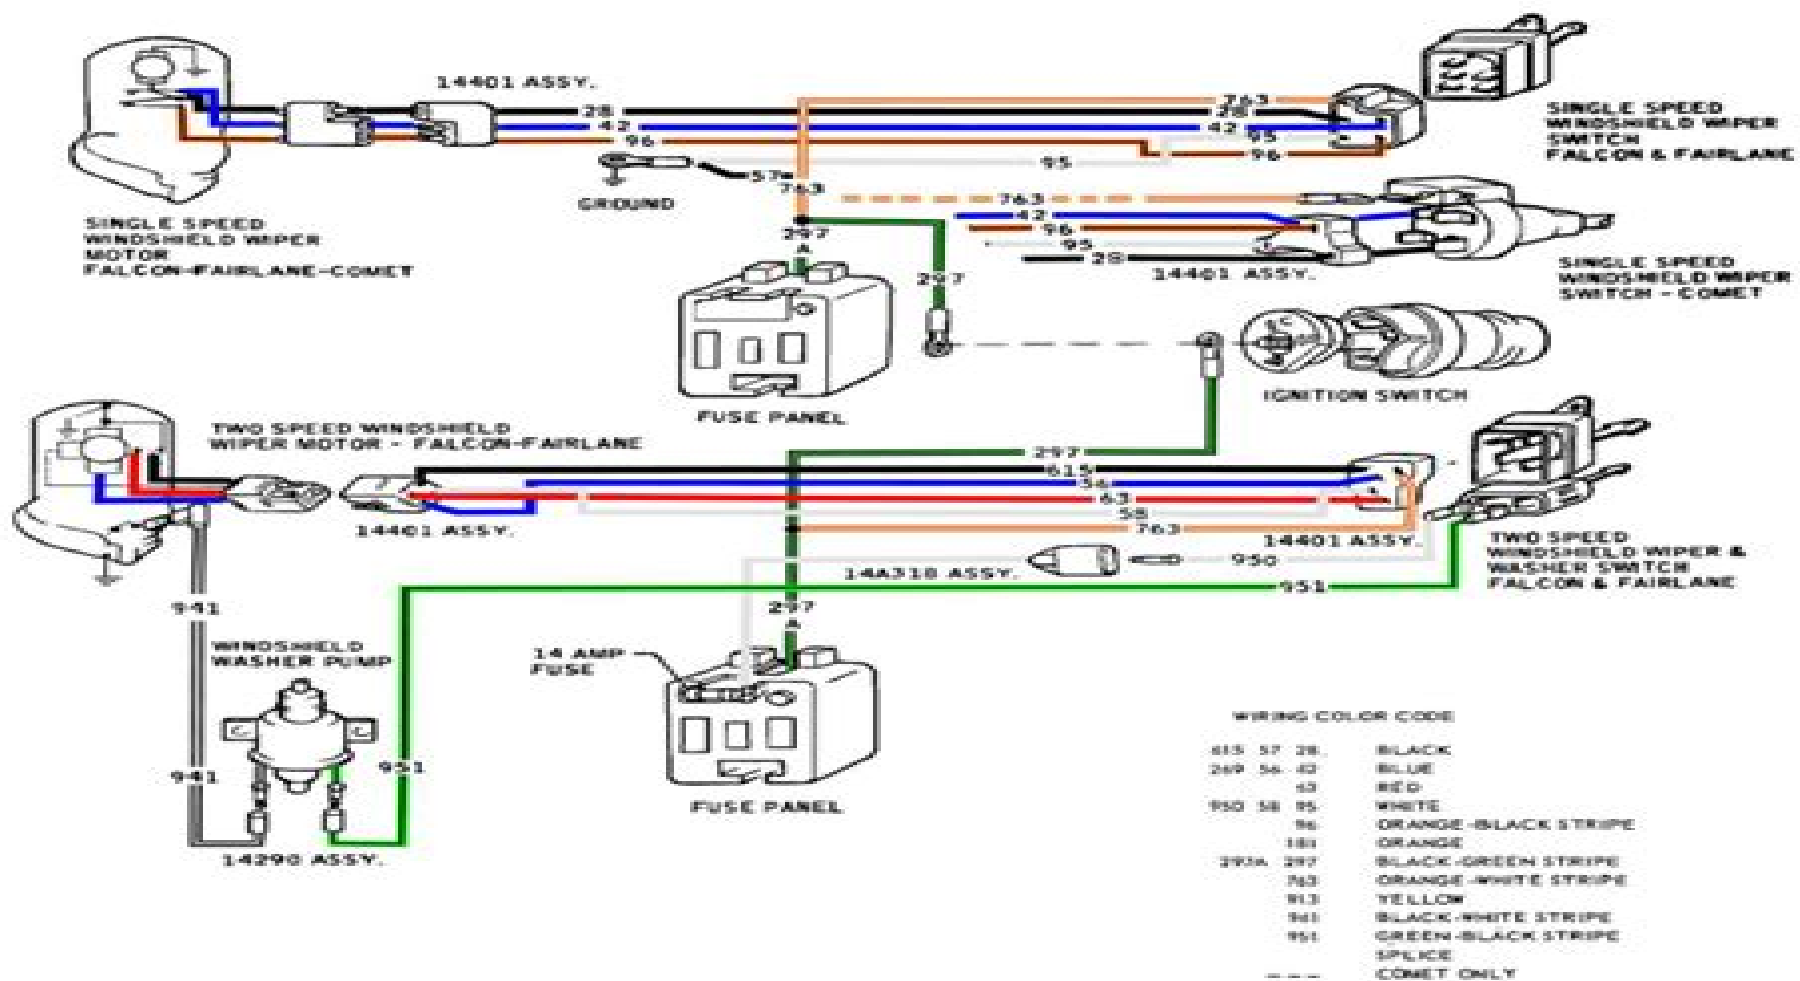 14401 ASSY.
28
42
96
763
28
42
95
96
95
57
763
GROUND
SINGLE SPEED
WINDSHIELD WIPER
SWITCH
FALCON & FAIRLANE
SINGLE SPEED
WINDSHIELD WIPER
MOTOR
FALCON-FAIRLANE-COMET
763
42
96
95
28
14401 ASSY.
SINGLE SPEED
WINDSHIELD WIPER
SWITCH - COMET
297
A
297
FUSE PANEL
IGNITION SWITCH
TWO SPEED WINDSHIELD
WIPER MOTOR - FALCON-FAIRLANE
297
615
56
63
58
763
14401 ASSY.
14401 ASSY.
TWO SPEED
WINDSHIELD WIPER &
WASHER SWITCH
FALCON & FAIRLANE
950
14A318 ASSY.
951
941
297
A
WINDSHIELD
WASHER PUMP
14 AMP
FUSE
941
951
FUSE PANEL
14290 ASSY.
WIRING COLOR CODE
615 57 28 BLACK
269 56 42 BLUE
63 RED
950 58 95 WHITE
96 ORANGE-BLACK STRIPE
181 ORANGE
297A 297 BLACK-GREEN STRIPE
763 ORANGE-WHITE STRIPE
913 YELLOW
941 BLACK-WHITE STRIPE
951 GREEN-BLACK STRIPE
SPLICE
COMET ONLY